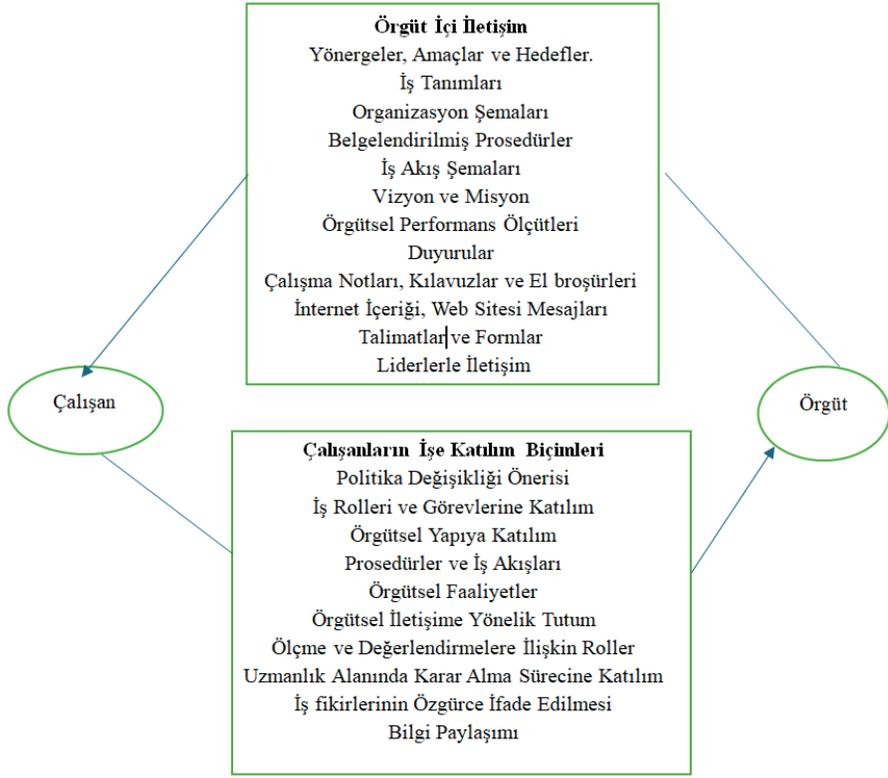 Örgüt İçi İletişim
Yönergeler, Amaçlar ve Hedefler.
İş Tanımları
Organizasyon Şemaları
Belgelendirilmiş Prosedürler
İş Akış Şemaları
Vizyon ve Misyon
Örgütsel Performans Ölçütleri
Duyurular
Çalışma Notları, Kılavuzlar ve El broşürleri
İnternet İçeriği, Web Sitesi Mesajları
Talimatlar ve Formlar
Liderlerle İletişim
Çalışan
Örgüt
Çalışanların İşe Katılım Biçimleri
Politika Değişikliği Önerisi
İş Rolleri ve Görevlerine Katılım
Örgütsel Yapıya Katılım
Prosedürler ve İş Akışları
Örgütsel Faaliyetler
Örgütsel İletişime Yönelik Tutum
Ölçme ve Değerlendirmelere İlişkin Roller
Uzmanlık Alanında Karar Alma Sürecine Katılım
İş fikirlerinin Özgürce İfade Edilmesi
Bilgi Paylaşımı